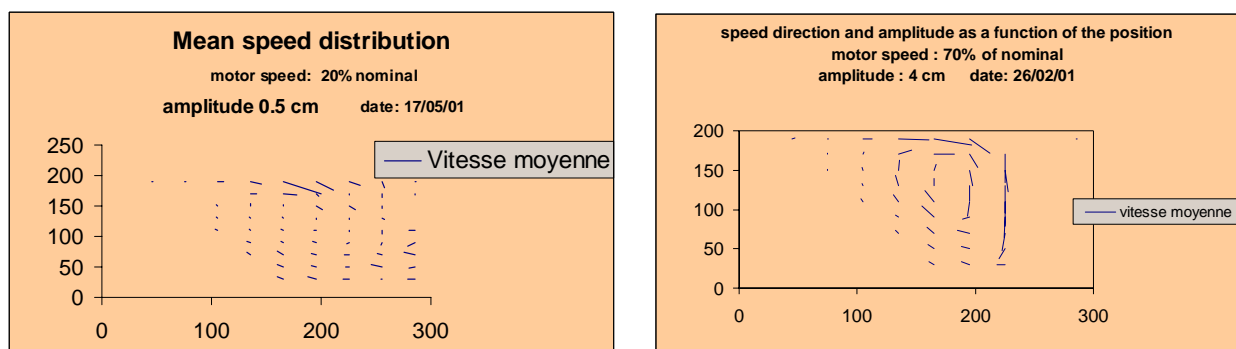 Mean speed distribution
motor speed: 20% nominal
amplitude 0.5 cm date: 17/05/01
250
200
150
100
50
0
0 100 200 300
Vitesse moyenne
speed direction and amplitude as a function of the position
motor speed : 70% of nominal
amplitude : 4 cm date: 26/02/01
200
150
100
50
0
0 100 200 300
vitesse moyenne